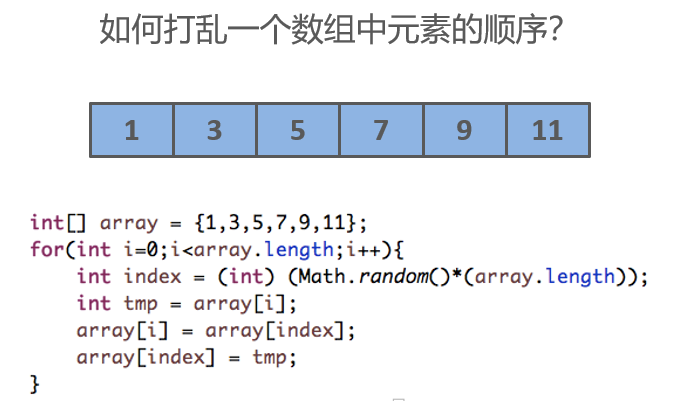 如何打乱一个数组中元素的顺序？
1 3 5 7 9 11
int[] array = {1,3,5,7,9,11};
for(int i=0;i<array.length;i++){
    int index = (int) (Math.random()*(array.length));
    int tmp = array[i];
    array[i] = array[index];
    array[index] = tmp;
}